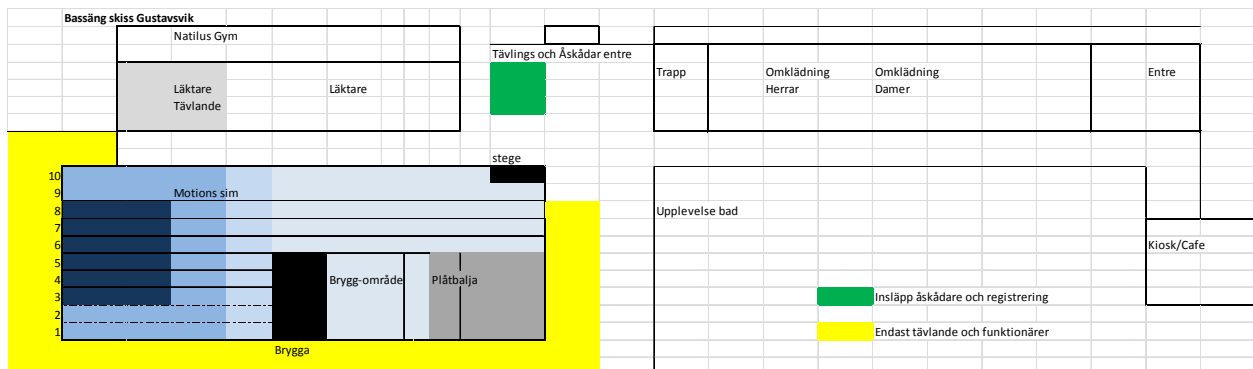 Bassäng skiss Gustavsvik
Natilus Gym
Tävlings och Åskådar entre
Läktare
Tävlande
Läktare
Trapp
Omklädning
Herrar
Omklädning
Damer
Entre
stege
10
9
8
7
6
5
4
3
2
1
Motions sim
Brygg-område
Plåtbalja
Brygga
Upplevelse bad
Kiosk/Cafe
Insläpp åskådare och registrering
Endast tävlande och funktionärer